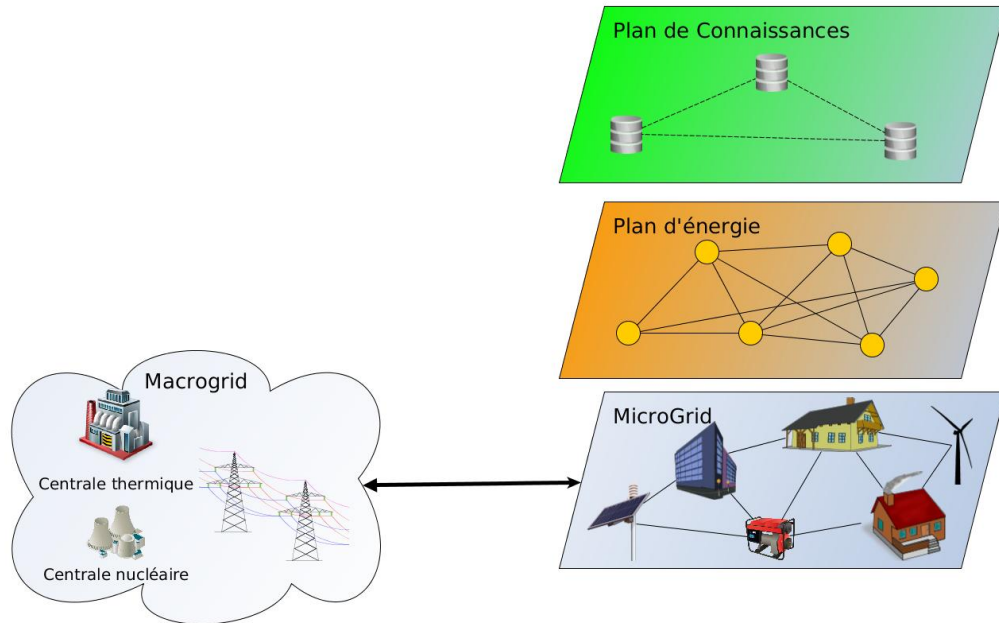 Plan de Connaissances
Plan d'énergie
Macrogrid
Centrale thermique
Centrale nucléaire
MicroGrid